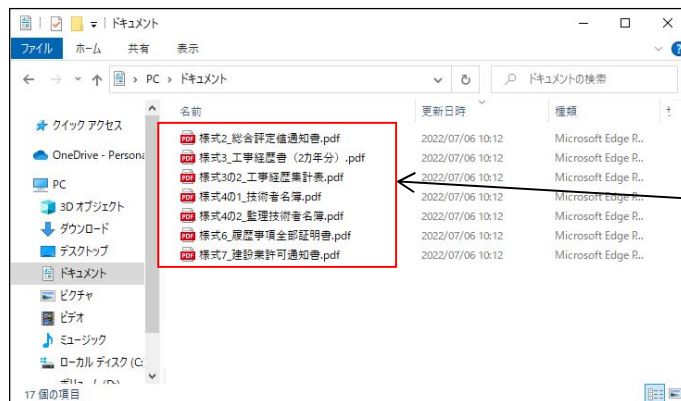 ドキュメント
ファイル ホーム 共有 表示
PC › ドキュメント ドキュメントの検索
名前 更新日時 種類
クイック アクセス
OneDrive - Persona
PC
3D オブジェクト
ダウンロード
デスクトップ
ドキュメント
ピクチャ
ビデオ
ミュージック
ローカル ディスク (C:
様式2_総合評定値通知書.pdf 2022/07/06 10:12 Microsoft Edge P...
様式3_工事経歴書（2カ年分）.pdf 2022/07/06 10:12 Microsoft Edge P...
様式3の2_工事経歴集計表.pdf 2022/07/06 10:12 Microsoft Edge P...
様式4の1_技術者名簿.pdf 2022/07/06 10:12 Microsoft Edge P...
様式4の2_監理技術者名簿.pdf 2022/07/06 10:12 Microsoft Edge P...
様式6_履歴事項全部証明書.pdf 2022/07/06 10:12 Microsoft Edge P...
様式7_建設業許可通知書.pdf 2022/07/06 10:12 Microsoft Edge P...
17 個の項目